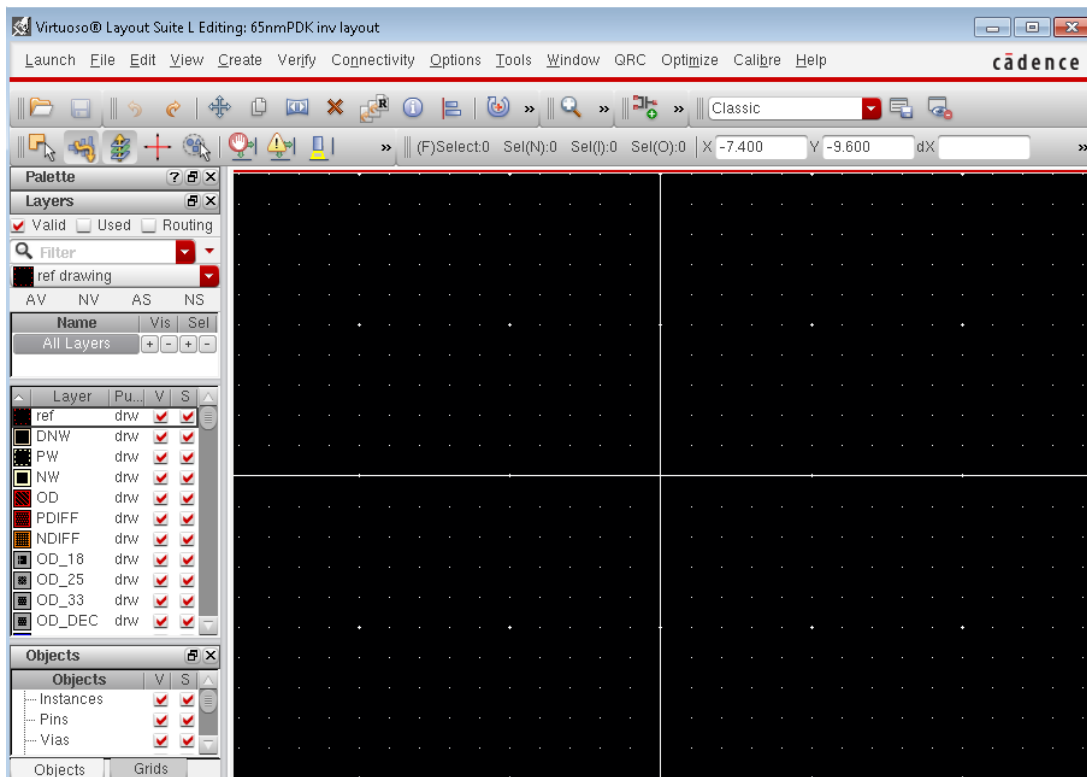 Virtuoso® Layout Suite L Editing: 65nmPDK inv layout
Launch File Edit View Create Verify Connectivity Options Tools Window QRC Optimize Calibre Help cādence
R » » » Classic
» (F)Select:0 Sel(N):0 Sel(I):0 Sel(O):0 X -7.400 Y -9.600 dX »
Palette
Layers
Valid Used Routing
Filter
ref drawing
AV NV AS NS
Name Vis Sel
All Layers + - + -
Layer Pu... V S
ref drw
DNW drw
PW drw
NW drw
OD drw
PDIFF drw
NDIFF drw
OD_18 drw
OD_25 drw
OD_33 drw
OD_DEC drw
Objects
Objects V S
Instances
Pins
Vias
Objects Grids